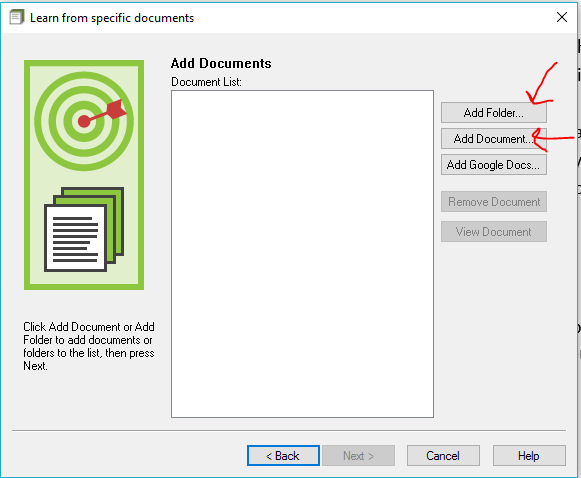 Learn from specific documents
Add Documents
Document List:
Add Folder...
Add Document...
Add Google Docs...
Remove Document
View Document
Click Add Document or Add
Folder to add documents or
folders to the list, then press
Next.
< Back
Next >
Cancel
Help